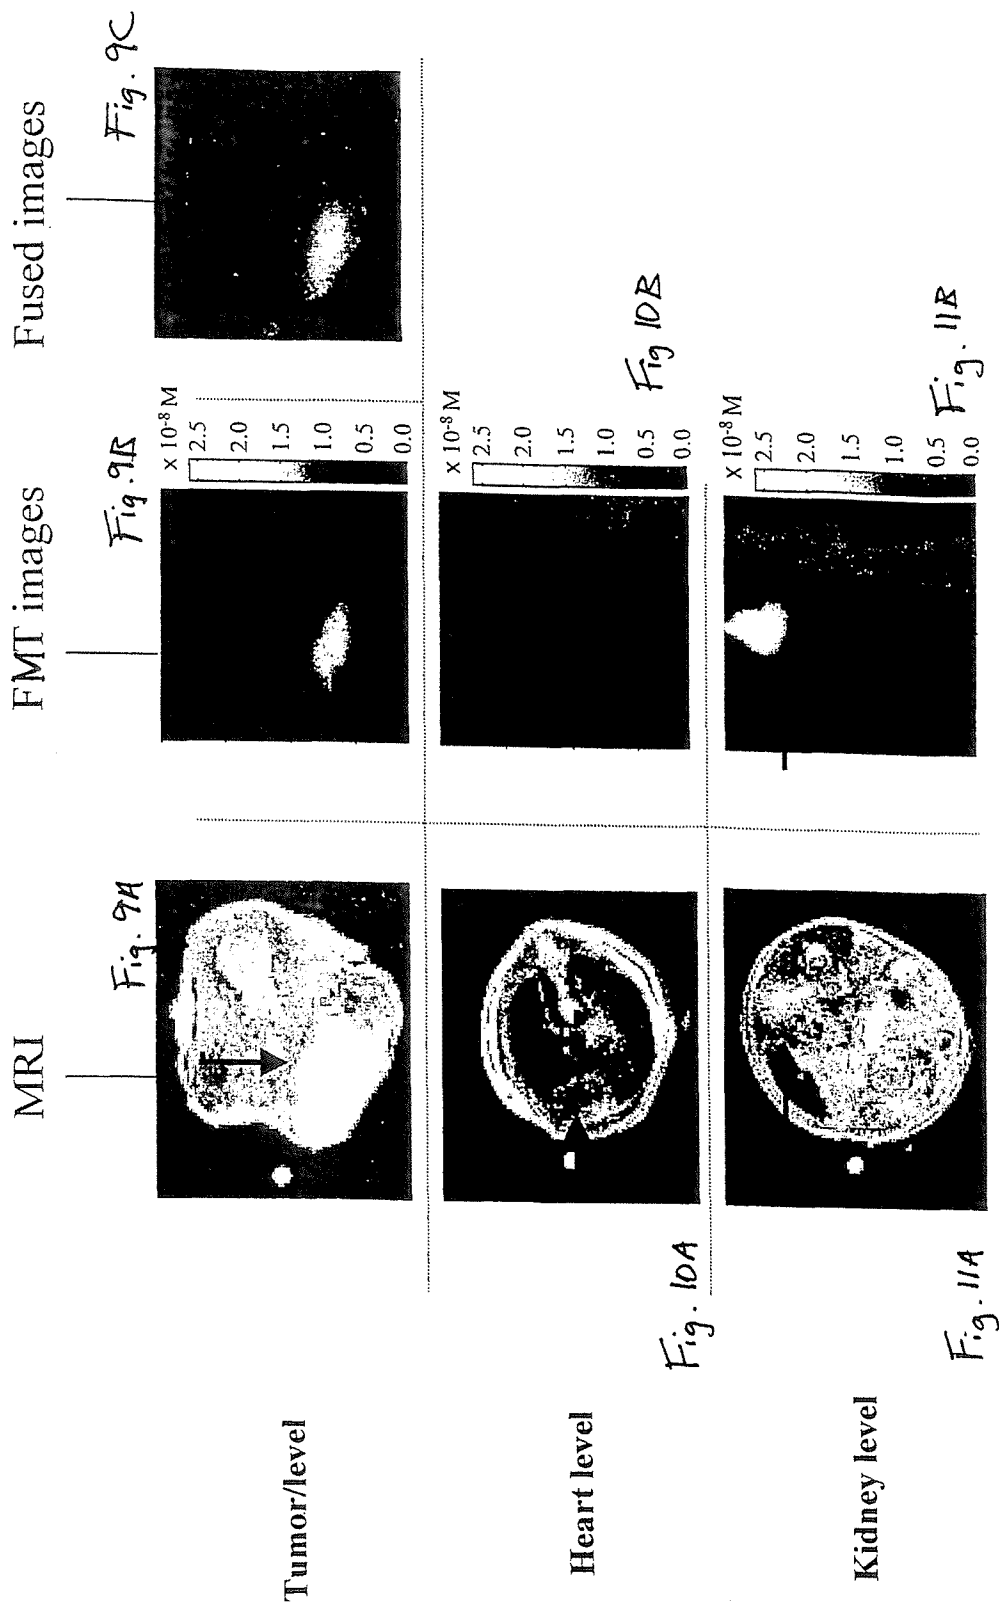 MRI
FMT images
Fused images
Fig. 9A
Fig. 9B
Fig. 9C
Tumor/level
x 10-8 M
2.5
2.0
1.5
1.0
0.5
0.0
Heart level
Fig. 10A
x 10-8 M
2.5
2.0
1.5
1.0
0.5
0.0
Fig 10B
Kidney level
Fig. 11A
x 10-8 M
2.5
2.0
1.5
1.0
0.5
0.0
Fig. 11B